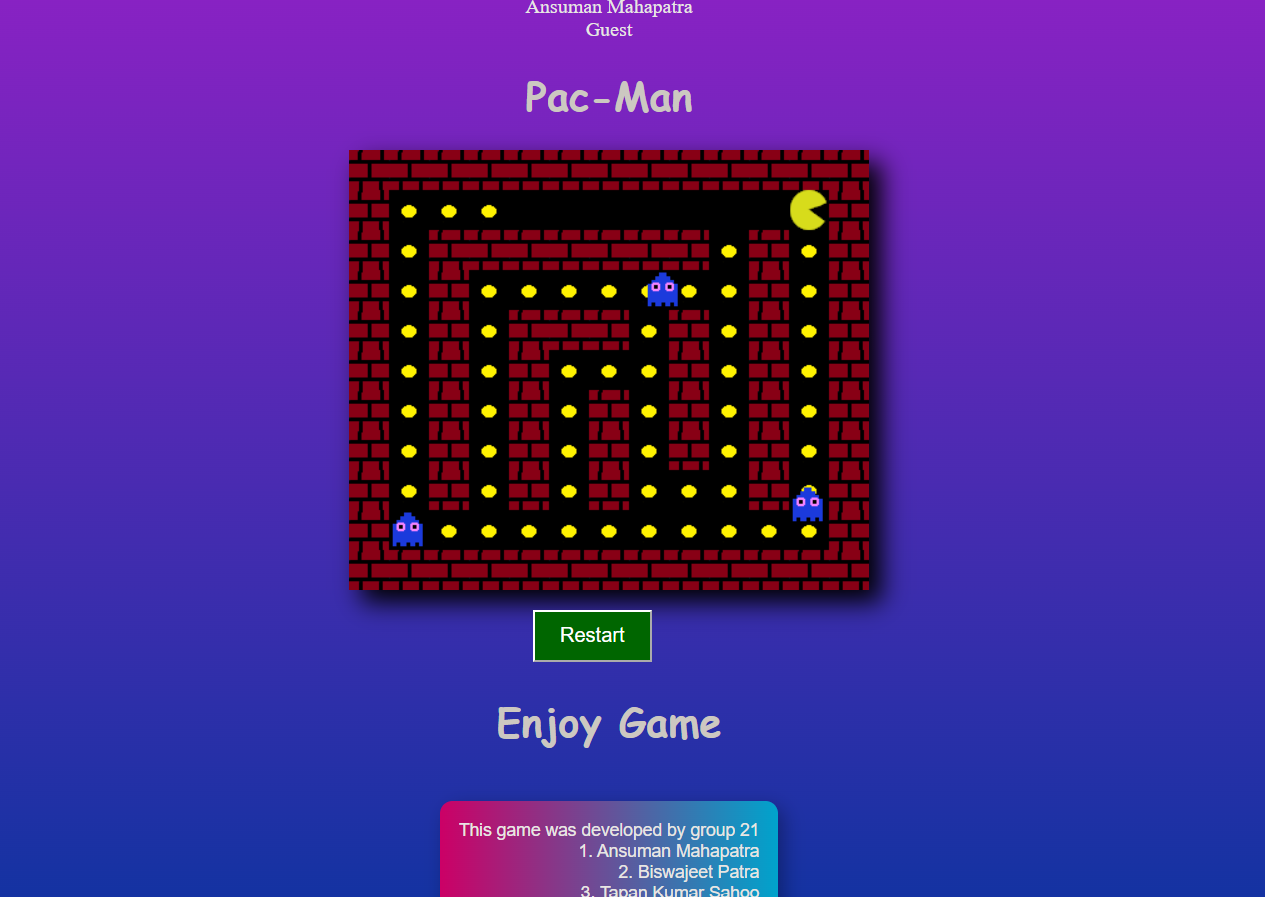 Ansuman Mahapatra
Guest
Pac-Man
Restart
Enjoy Game
This game was developed by group 21
1. Ansuman Mahapatra
2. Biswajeet Patra
3. Tapan Kumar Sahoo